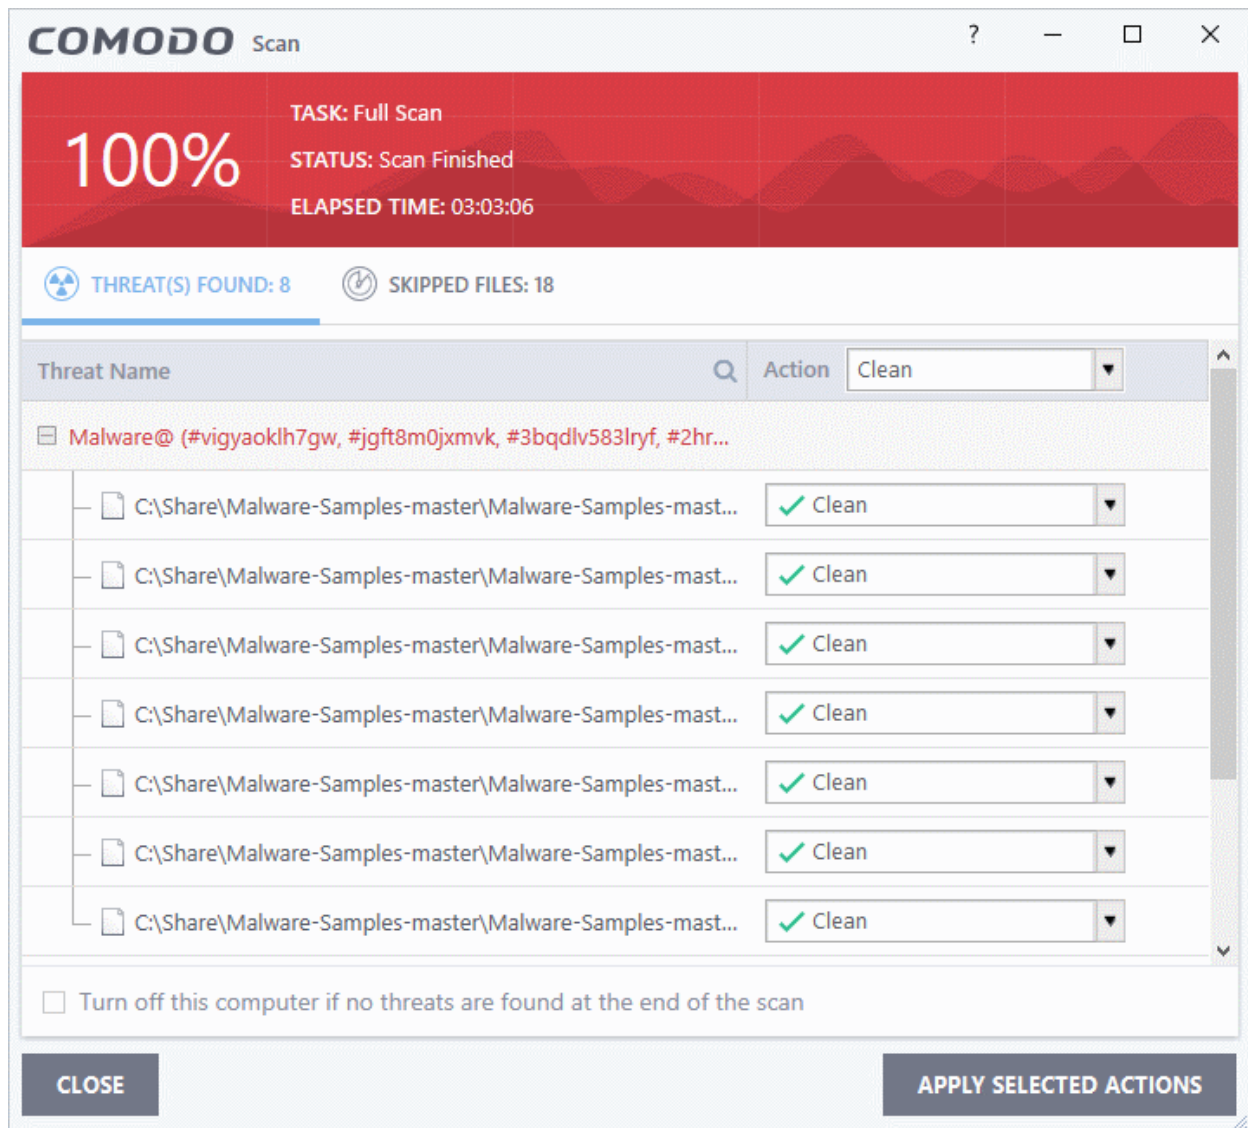 COMODO Scan
?
100%
TASK: Full Scan
STATUS: Scan Finished
ELAPSED TIME: 03:03:06
THREAT(S) FOUND: 8 SKIPPED FILES: 18
Threat Name Action Clean
Malware@ (#vigyaoklh7gw, #jgft8m0jxmvk, #3bqdlv583lryf, #2hr...
C:\Share\Malware-Samples-master\Malware-Samples-mast... Clean
C:\Share\Malware-Samples-master\Malware-Samples-mast... Clean
C:\Share\Malware-Samples-master\Malware-Samples-mast... Clean
C:\Share\Malware-Samples-master\Malware-Samples-mast... Clean
C:\Share\Malware-Samples-master\Malware-Samples-mast... Clean
C:\Share\Malware-Samples-master\Malware-Samples-mast... Clean
C:\Share\Malware-Samples-master\Malware-Samples-mast... Clean
Turn off this computer if no threats are found at the end of the scan
CLOSE APPLY SELECTED ACTIONS